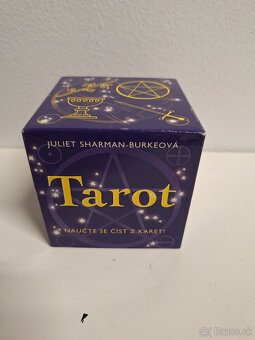 JULIET SHARMAN-BURKEOVÁ
Tarot
NAUČTE SE ČÍST Z KARET!
Bazos.sk